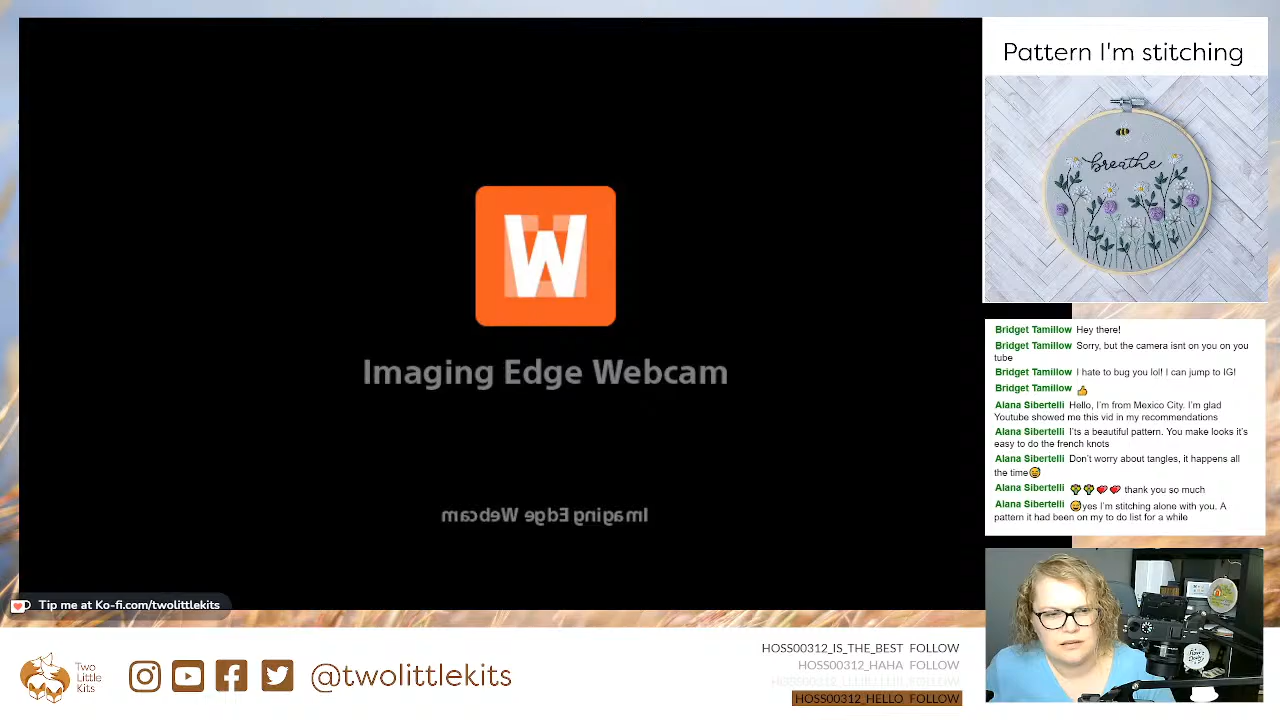 Pattern I'm stitching
breathe
W
Imaging Edge Webcam
Imaging Edge Webcam
Tip me at Ko-fi.com/twolittlekits
Bridget Tamillow Hey there!
Bridget Tamillow Sorry, but the camera isnt on you on you
tube
Bridget Tamillow I hate to bug you lol! I can jump to IG!
Bridget Tamillow 👍
Alana Sibertelli Hello, I'm from Mexico City. I'm glad
Youtube showed me this vid in my recommendations
Alana Sibertelli I'ts a beautiful pattern. You make looks it's
easy to do the french knots
Alana Sibertelli Don't worry about tangles, it happens all
the time😅
Alana Sibertelli 💐💐❤️❤️ thank you so much
Alana Sibertelli 😅yes I'm stitching alone with you. A
pattern it had been on my to do list for a while
Two
Little
Kits
@twolittlekits
HOSS00312_IS_THE_BEST FOLLOW
HOSS00312_HAHA FOLLOW
HOSS00312_HELLO FOLLOW